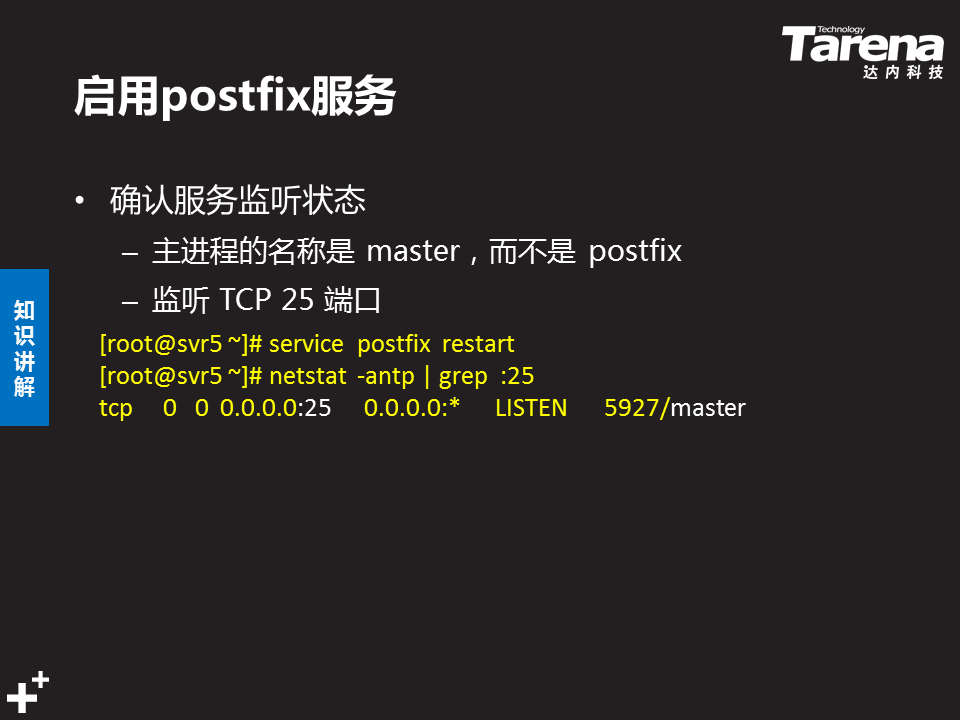 Technology
Tarena
达内科技
启用postfix服务
• 确认服务监听状态
– 主进程的名称是 master，而不是 postfix
– 监听 TCP 25 端口
知识讲解
[root@svr5 ~]# service postfix restart
[root@svr5 ~]# netstat -antp | grep :25
tcp 0 0 0.0.0.0:25 0.0.0.0:* LISTEN 5927/master